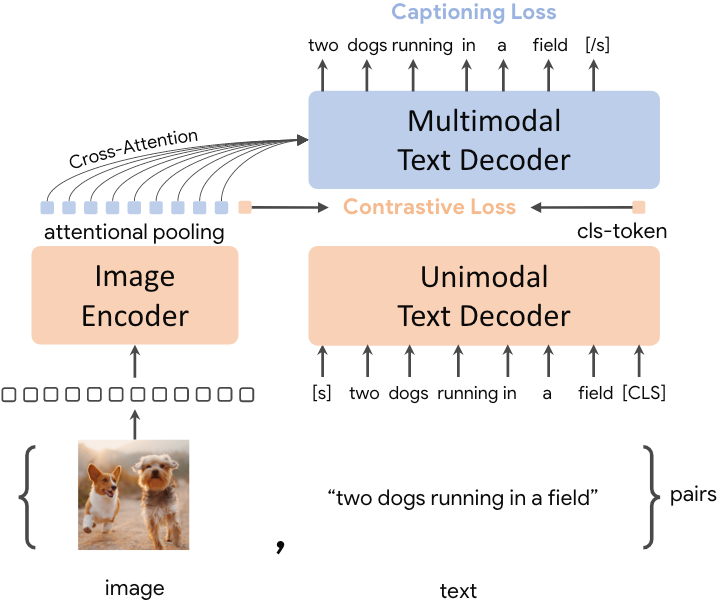 Captioning Loss
two dogs running in a field [/s]
Multimodal
Text Decoder
Cross-Attention
Contrastive Loss
attentional pooling
cls-token
Image
Encoder
Unimodal
Text Decoder
[s] two dogs running in a field [CLS]
“two dogs running in a field”
pairs
,
image
text